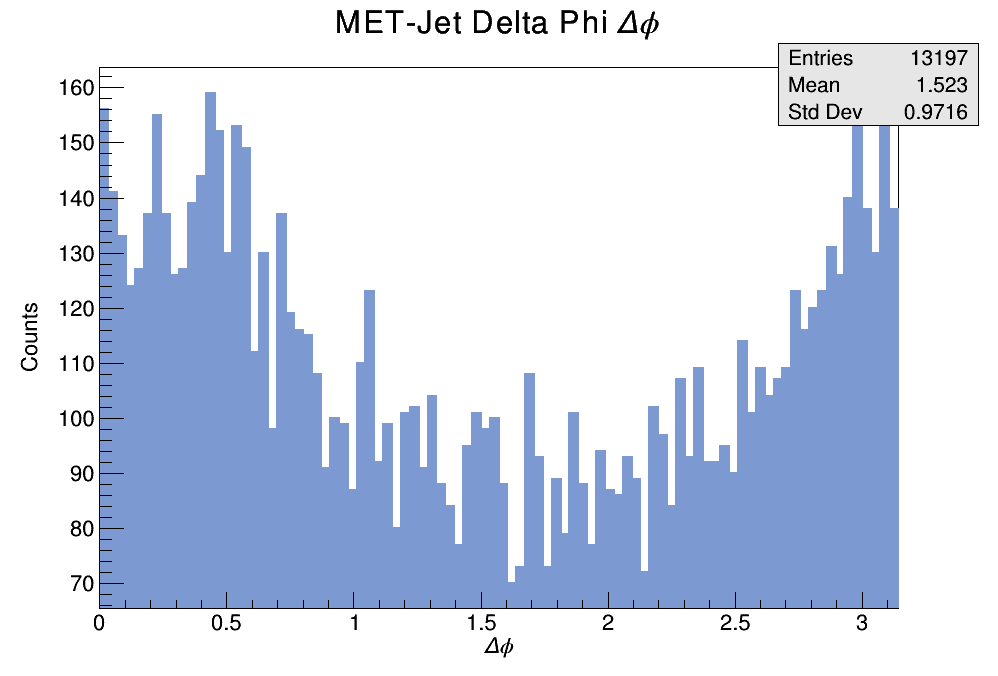 MET-Jet Delta Phi Δϕ
Entries 13197
Mean 1.523
Std Dev 0.9716
160
150
140
130
120
110
100
90
80
70
Counts
0 0.5 1 1.5 2 2.5 3
Δϕ